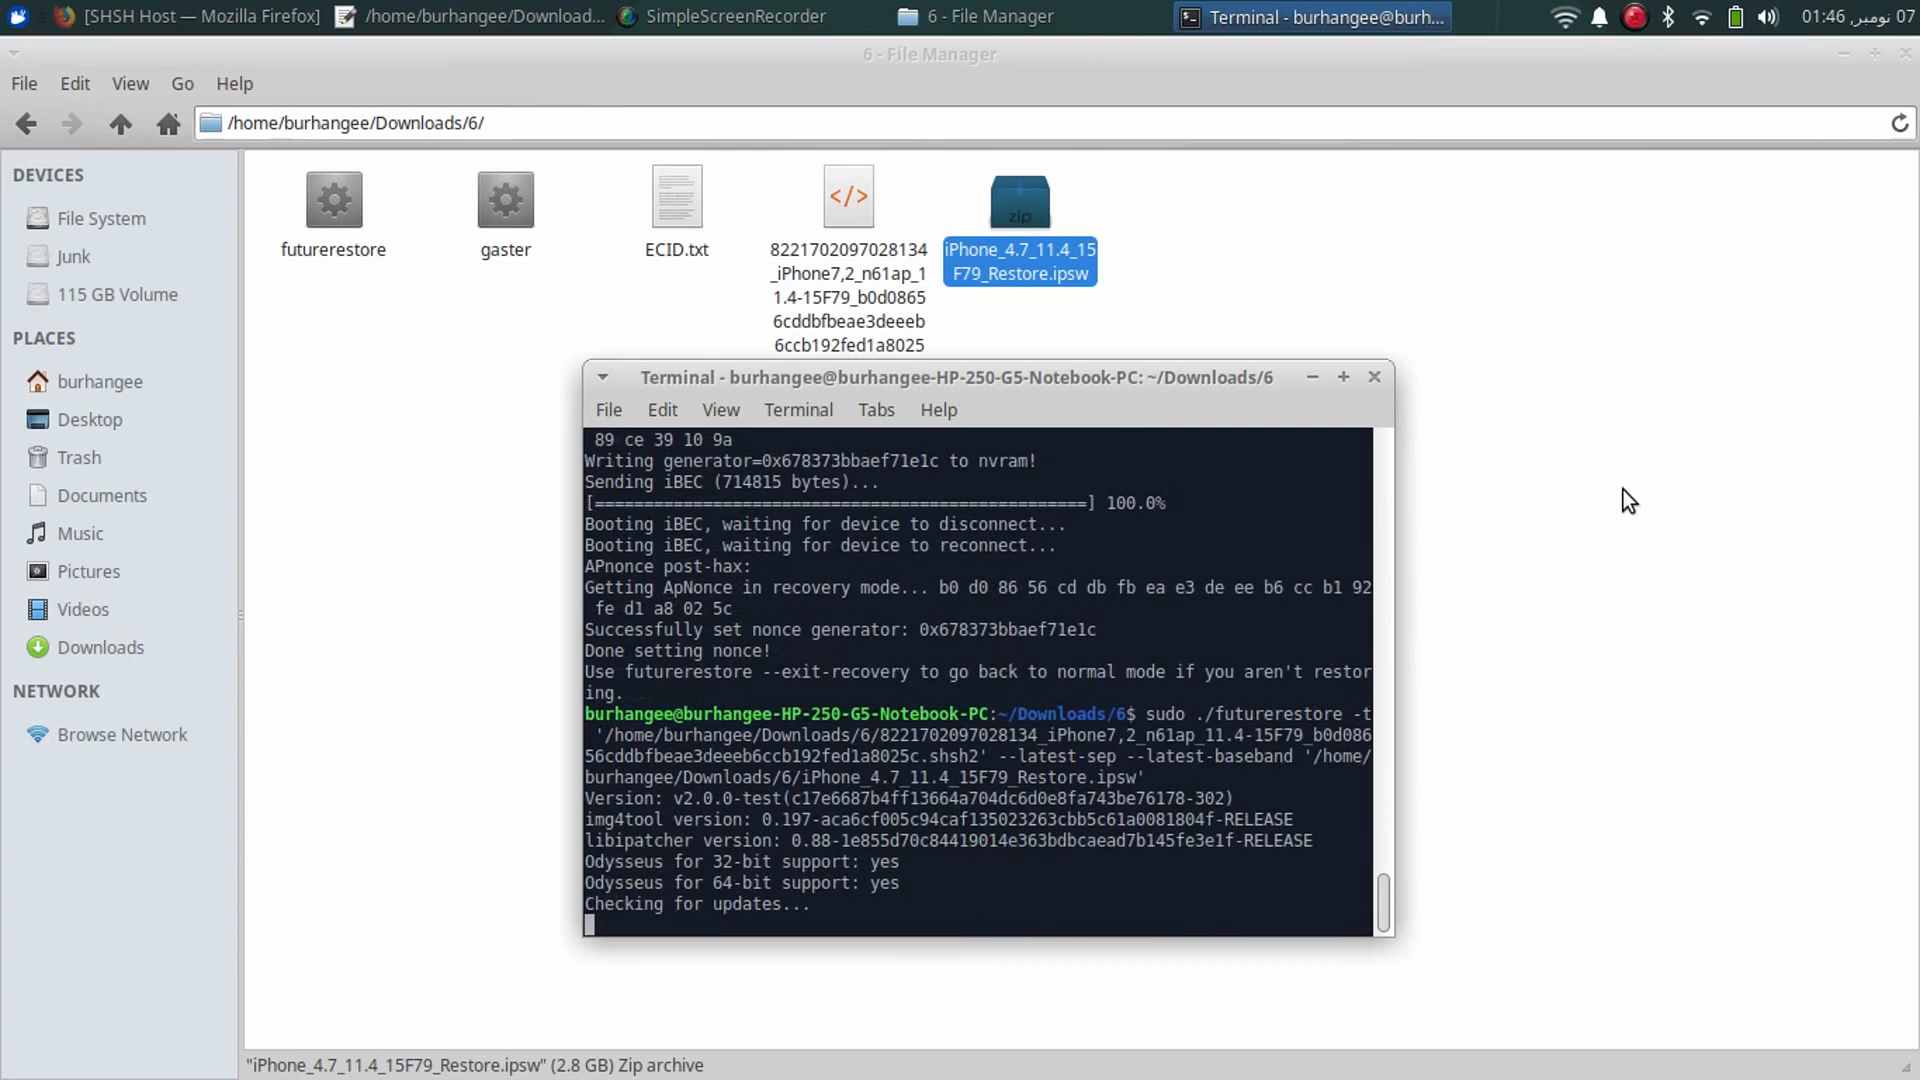 [SHSH Host — Mozilla Firefox]
/home/burhangee/Download...
SimpleScreenRecorder
6 - File Manager
Terminal - burhangee@burh...
07 نومبر, 01:46
6 - File Manager
File Edit View Go Help
/home/burhangee/Downloads/6/
DEVICES
File System
Junk
115 GB Volume
PLACES
burhangee
Desktop
Trash
Documents
Music
Pictures
Videos
Downloads
NETWORK
Browse Network
futurerestore
gaster
ECID.txt
</>
8221702097028134
_iPhone7,2_n61ap_1
1.4-15F79_b0d0865
6cddbfbeae3deeeb
6ccb192fed1a8025
zip
iPhone_4.7_11.4_15
F79_Restore.ipsw
Terminal - burhangee@burhangee-HP-250-G5-Notebook-PC: ~/Downloads/6
File Edit View Terminal Tabs Help
89 ce 39 10 9a
Writing generator=0x678373bbaef71e1c to nvram!
Sending iBEC (714815 bytes)...
[==================================================] 100.0%
Booting iBEC, waiting for device to disconnect...
Booting iBEC, waiting for device to reconnect...
APnonce post-hax:
Getting ApNonce in recovery mode... b0 d0 86 56 cd db fb ea e3 de ee b6 cc b1 92
fe d1 a8 02 5c
Successfully set nonce generator: 0x678373bbaef71e1c
Done setting nonce!
Use futurerestore --exit-recovery to go back to normal mode if you aren't restor
ing.
burhangee@burhangee-HP-250-G5-Notebook-PC:~/Downloads/6$ sudo ./futurerestore -t
'/home/burhangee/Downloads/6/8221702097028134_iPhone7,2_n61ap_11.4-15F79_b0d086
56cddbfbeae3deeeb6ccb192fed1a8025c.shsh2' --latest-sep --latest-baseband '/home/
burhangee/Downloads/6/iPhone_4.7_11.4_15F79_Restore.ipsw'
Version: v2.0.0-test(c17e6687b4ff13664a704dc6d0e8fa743be76178-302)
img4tool version: 0.197-aca6cf005c94caf135023263cbb5c61a0081804f-RELEASE
libipatcher version: 0.88-1e855d70c84419014e363bdbcaead7b145fe3e1f-RELEASE
Odysseus for 32-bit support: yes
Odysseus for 64-bit support: yes
Checking for updates...
"iPhone_4.7_11.4_15F79_Restore.ipsw" (2.8 GB) Zip archive